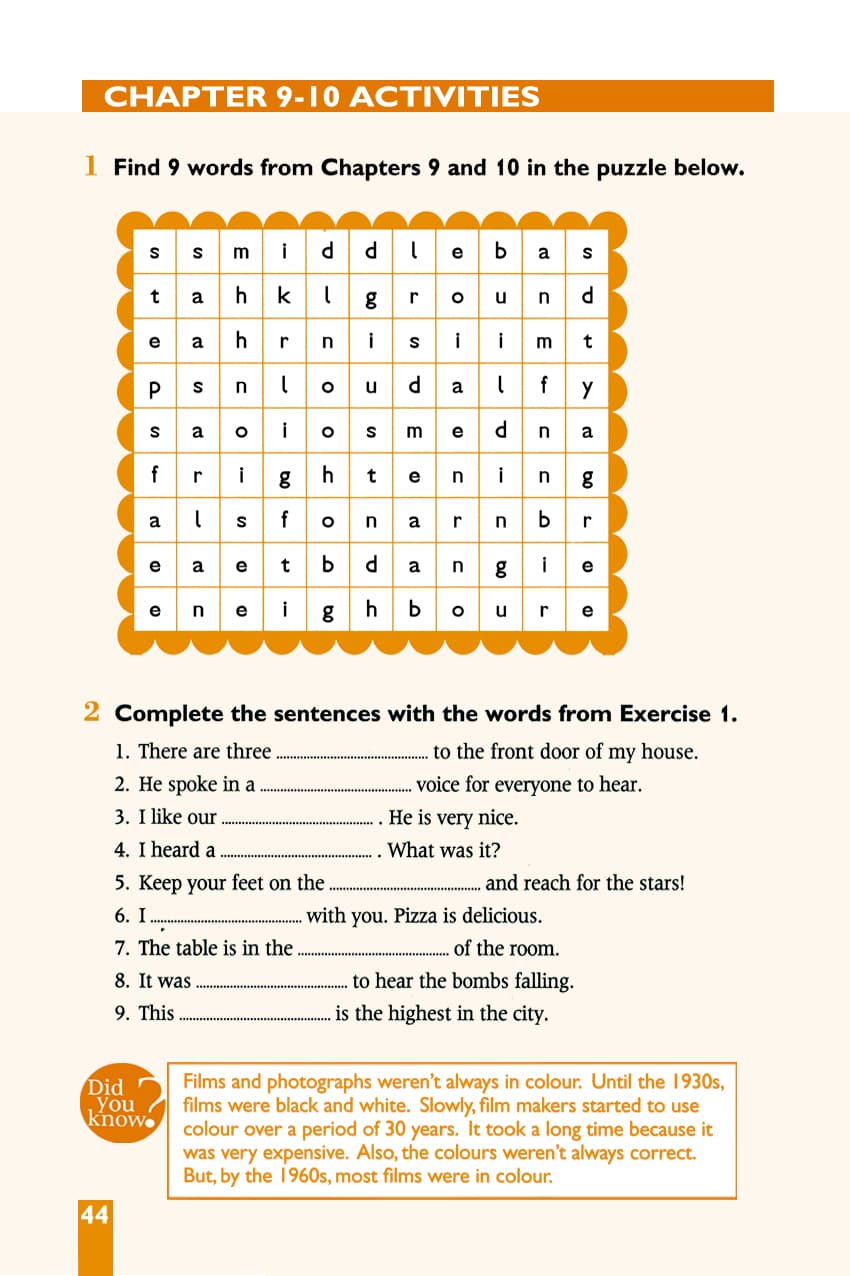 CHAPTER 9-10 ACTIVITIES
1 Find 9 words from Chapters 9 and 10 in the puzzle below.
s s m i d d l e b a s
t a h k l g r o u n d
e a h r n i s i i m t
p s n l o u d a l f y
s a o i o s m e d n a
f r i g h t e n i n g
a l s f o n a r n b r
e a e t b d a n g i e
e n e i g h b o u r e
2 Complete the sentences with the words from Exercise 1.
1. There are three ............................................ to the front door of my house.
2. He spoke in a ............................................ voice for everyone to hear.
3. I like our ............................................ . He is very nice.
4. I heard a ............................................ . What was it?
5. Keep your feet on the ............................................ and reach for the stars!
6. I ............................................ with you. Pizza is delicious.
7. The table is in the ............................................ of the room.
8. It was ............................................ to hear the bombs falling.
9. This ............................................ is the highest in the city.
Did you know?
Films and photographs weren't always in colour. Until the 1930s,
films were black and white. Slowly, film makers started to use
colour over a period of 30 years. It took a long time because it
was very expensive. Also, the colours weren't always correct.
But, by the 1960s, most films were in colour.
44